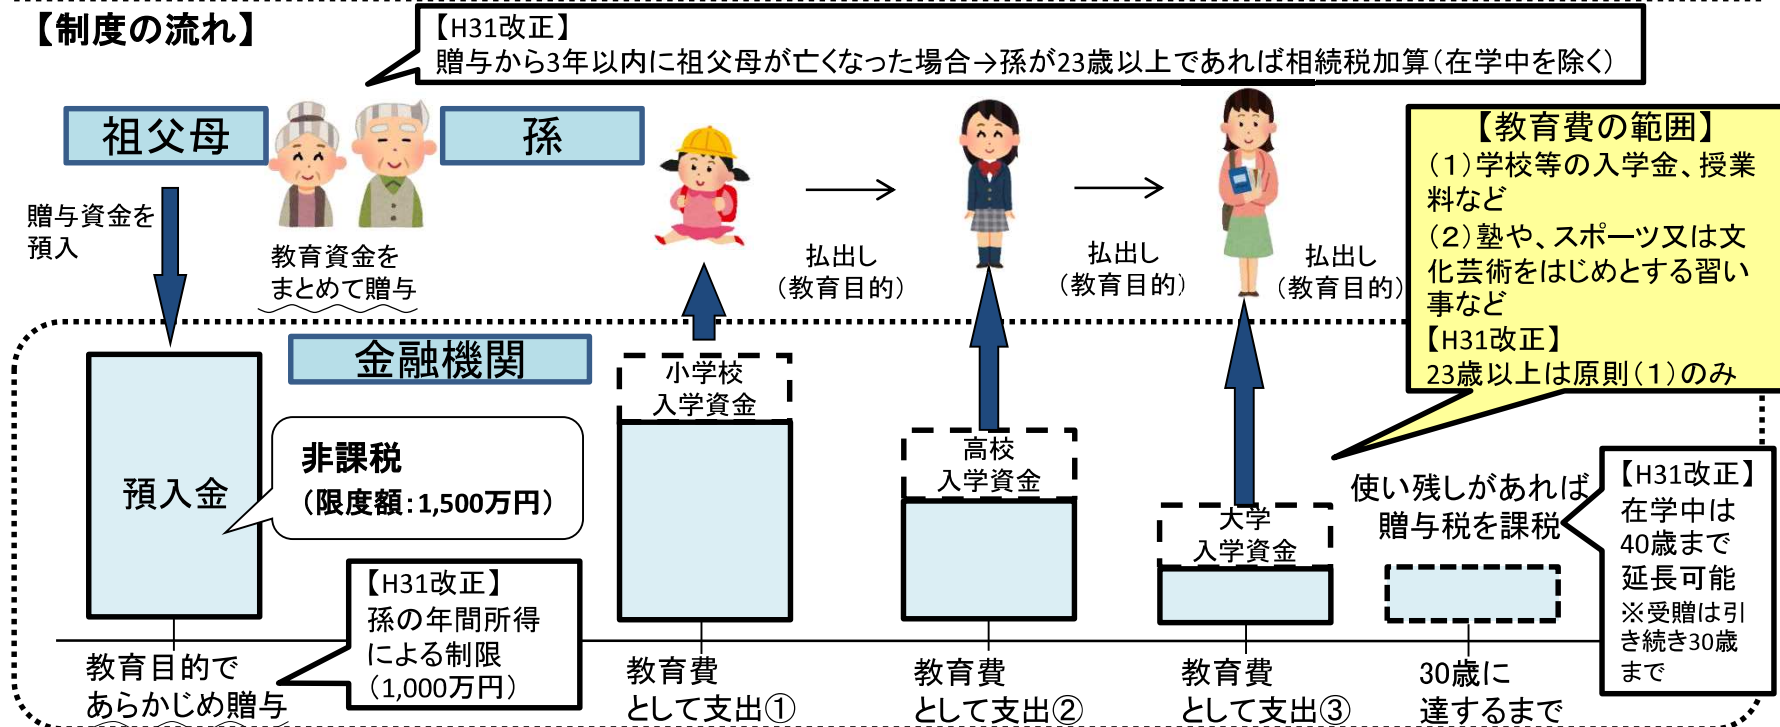 【制度の流れ】
【H31改正】
贈与から3年以内に祖父母が亡くなった場合→孫が23歳以上であれば相続税加算(在学中を除く)
祖父母
孫
贈与資金を
預入
教育資金を
まとめて贈与
払出し
(教育目的)
払出し
(教育目的)
払出し
(教育目的)
【教育費の範囲】
(1)学校等の入学金、授業
料など
(2)塾や、スポーツ又は文
化芸術をはじめとする習い
事など
【H31改正】
23歳以上は原則(1)のみ
金融機関
預入金
非課税
(限度額:1,500万円)
小学校
入学資金
高校
入学資金
大学
入学資金
使い残しがあれば
贈与税を課税
【H31改正】
在学中は
40歳まで
延長可能
※受贈は引
き続き30歳
まで
【H31改正】
孫の年間所得
による制限
(1,000万円)
教育目的で
あらかじめ贈与
教育費
として支出①
教育費
として支出②
教育費
として支出③
30歳に
達するまで